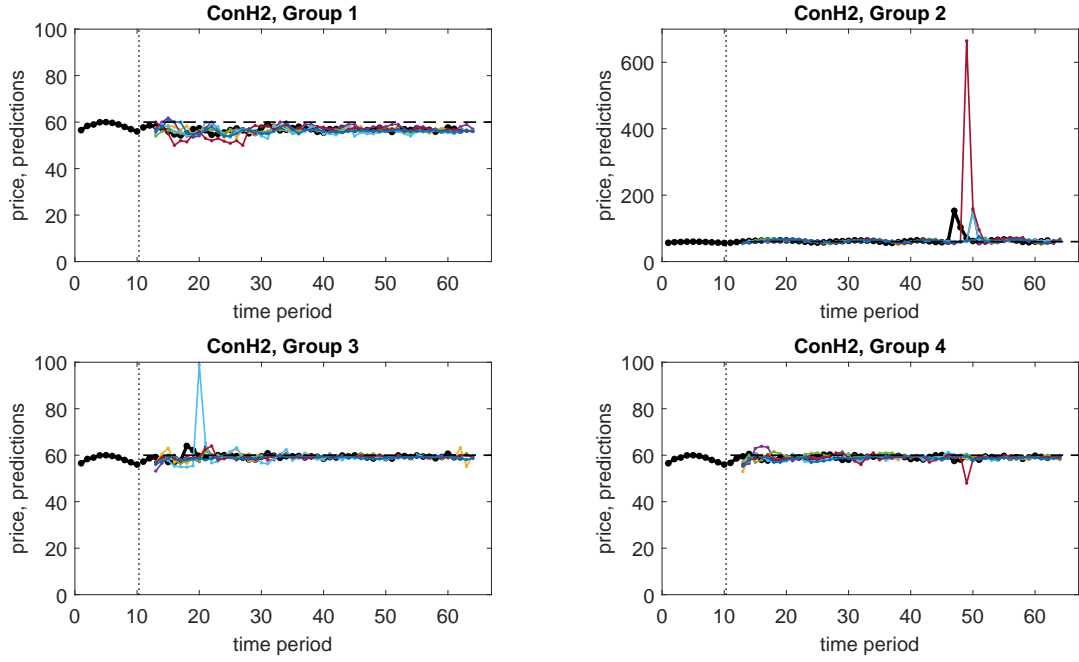 ConH2, Group 1
ConH2, Group 2
100
80
60
40
20
0
price, predictions
0 10 20 30 40 50 60
time period
600
400
200
0
price, predictions
0 10 20 30 40 50 60
time period
ConH2, Group 3
ConH2, Group 4
100
80
60
40
20
0
price, predictions
0 10 20 30 40 50 60
time period
100
80
60
40
20
0
price, predictions
0 10 20 30 40 50 60
time period